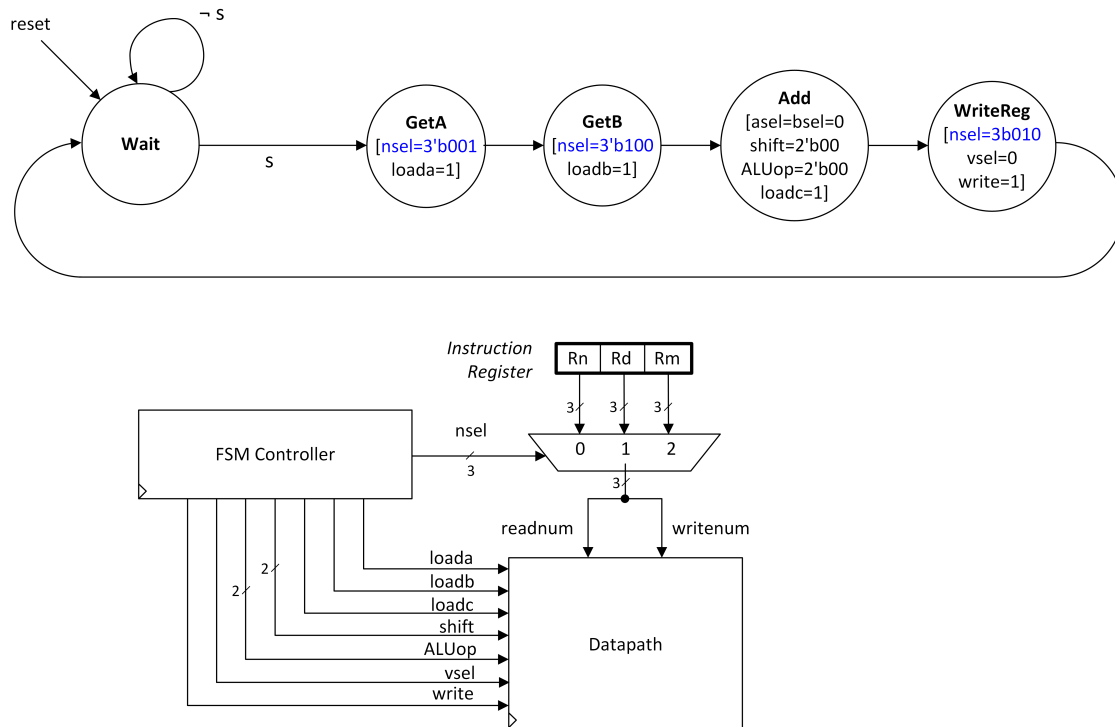 reset
¬ s
Wait
s
GetA
[nsel=3'b001
loada=1]
GetB
[nsel=3'b100
loadb=1]
Add
[asel=bsel=0
shift=2'b00
ALUop=2'b00
loadc=1]
WriteReg
[nsel=3b010
vsel=0
write=1]
Instruction
Register
Rn Rd Rm
3 3 3
FSM Controller
nsel
3
0 1 2
3
readnum
writenum
2
2
loada
loadb
loadc
shift
ALUop
vsel
write
Datapath